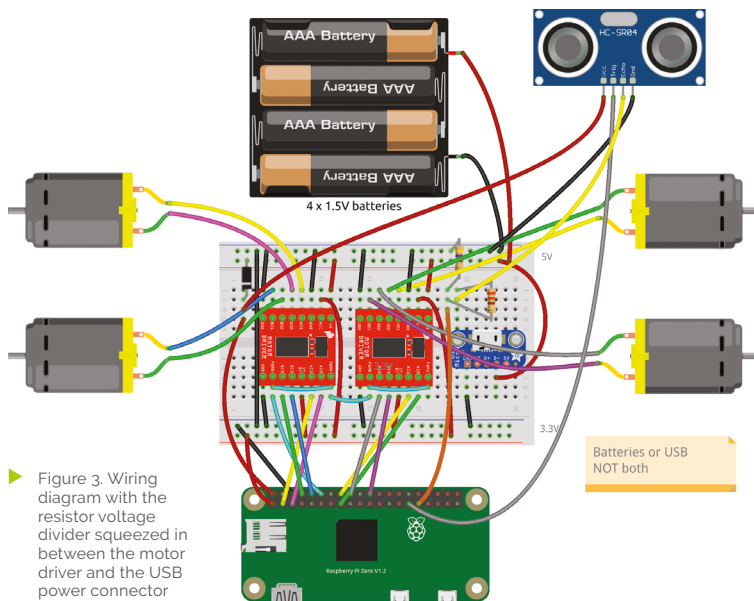 AAA Battery
AAA Battery
AAA Battery
AAA Battery
4 x 1.5V batteries
HC-SR04
Vcc
Trig
Echo
Gnd
5V
MOTOR
DRIVER
MOTOR
DRIVER
3.3V
Batteries or USB
NOT both
Figure 3. Wiring
diagram with the
resistor voltage
divider squeezed in
between the motor
driver and the USB
power connector
Raspberry Pi Zero V1.2